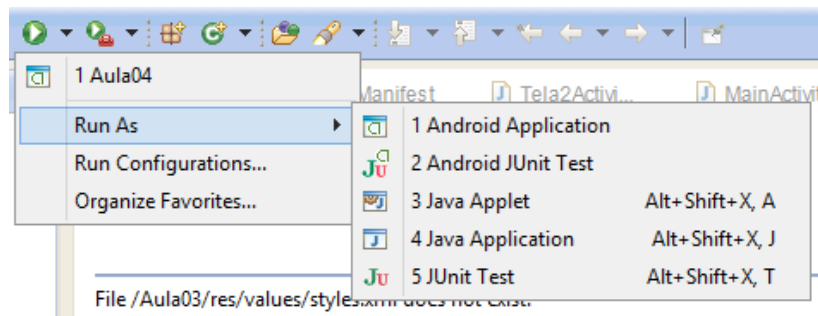 1 Aula04
Manifest
Tela2Activi...
MainActivit
Run As
1 Android Application
Run Configurations...
2 Android JUnit Test
Organize Favorites...
3 Java Applet Alt+Shift+X, A
4 Java Application Alt+Shift+X, J
5 JUnit Test Alt+Shift+X, T
File /Aula03/res/values/styles.xml does not exist.